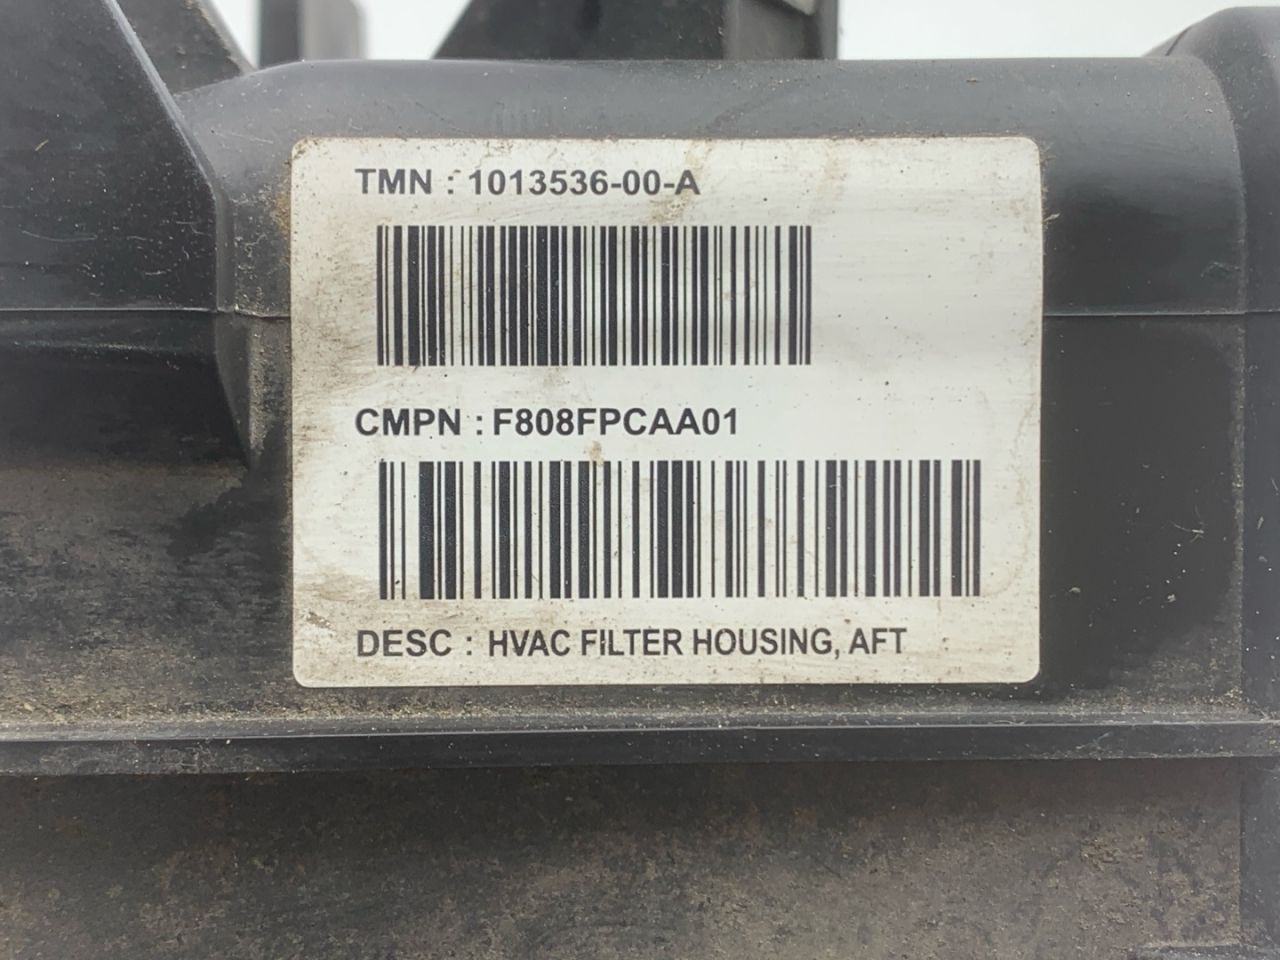 TMN : 1013536-00-A
CMPN : F808FPCAA01
DESC : HVAC FILTER HOUSING, AFT